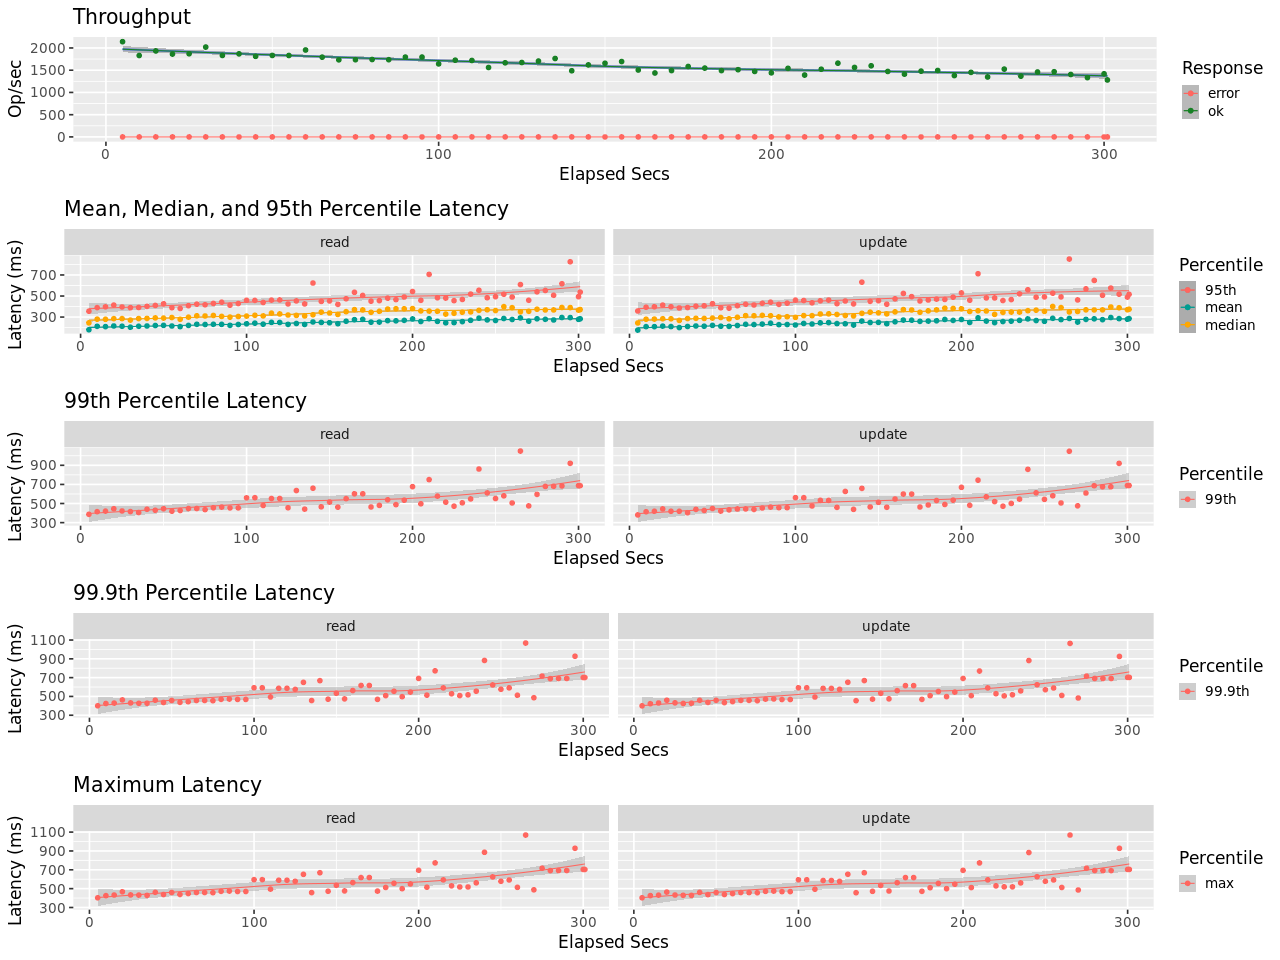 Throughput
Op/sec
2000
1500
1000
500
0
0 100 200 300
Elapsed Secs
Response
error
ok
Mean, Median, and 95th Percentile Latency
read update
Latency (ms)
700
500
300
0 100 200 300 0 100 200 300
Elapsed Secs
Percentile
95th
mean
median
99th Percentile Latency
read update
Latency (ms)
900
700
500
300
0 100 200 300 0 100 200 300
Elapsed Secs
Percentile
99th
99.9th Percentile Latency
read update
Latency (ms)
1100
900
700
500
300
0 100 200 300 0 100 200 300
Elapsed Secs
Percentile
99.9th
Maximum Latency
read update
Latency (ms)
1100
900
700
500
300
0 100 200 300 0 100 200 300
Elapsed Secs
Percentile
max